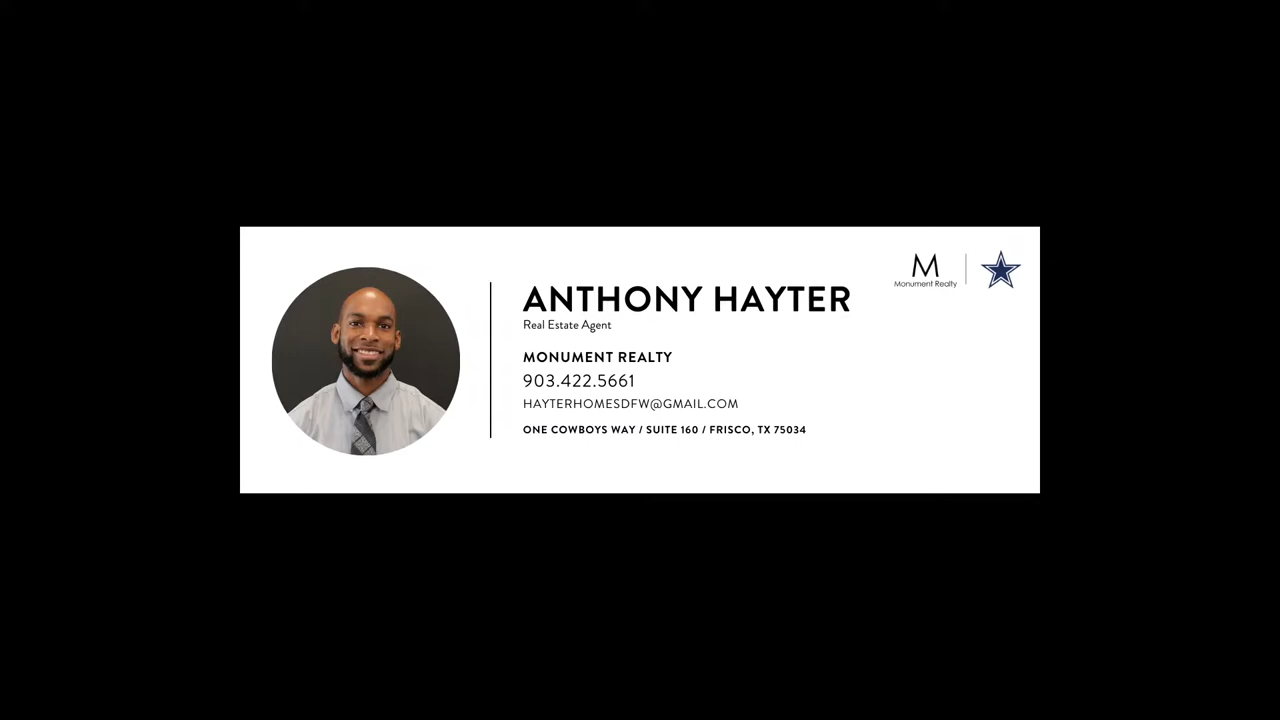 M
Monument Realty
ANTHONY HAYTER
Real Estate Agent
MONUMENT REALTY
903.422.5661
HAYTERHOMESDFW@GMAIL.COM
ONE COWBOYS WAY / SUITE 160 / FRISCO, TX 75034